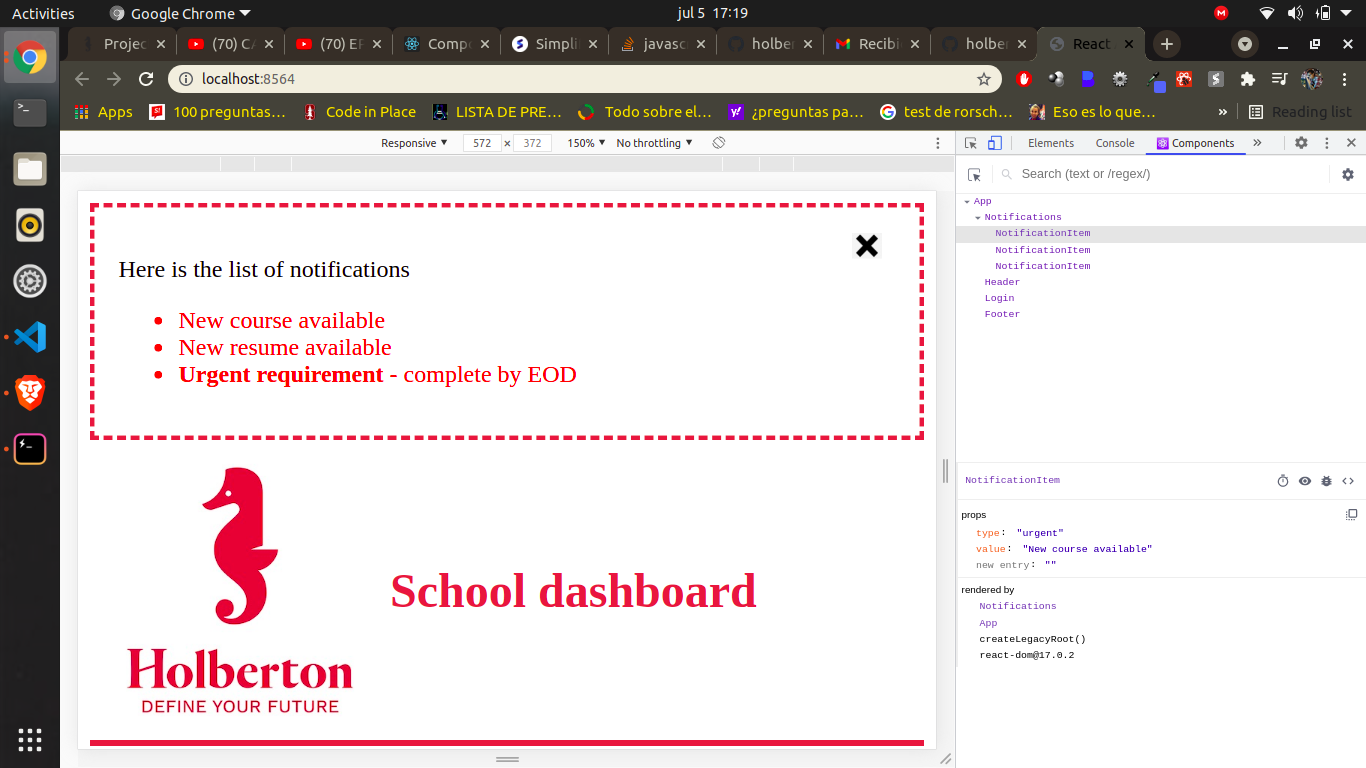 Activities
Google Chrome
jul 5 17:19
M
Projec
(70) CA
(70) EF
Compo
Simpli
javasc
holber
Recibi
holber
React
localhost:8564
Apps
100 preguntas...
Code in Place
LISTA DE PRE...
Todo sobre el...
¿preguntas pa...
test de rorsch...
Eso es lo que...
»
Reading list
Responsive
572 × 372
150%
No throttling
Elements
Console
Components
»
Search (text or /regex/)
App
Notifications
NotificationItem
NotificationItem
NotificationItem
Header
Login
Footer
Here is the list of notifications
• New course available
• New resume available
• Urgent requirement - complete by EOD
School dashboard
Holberton
DEFINE YOUR FUTURE
NotificationItem
props
type: "urgent"
value: "New course available"
new entry: ""
rendered by
Notifications
App
createLegacyRoot()
react-dom@17.0.2